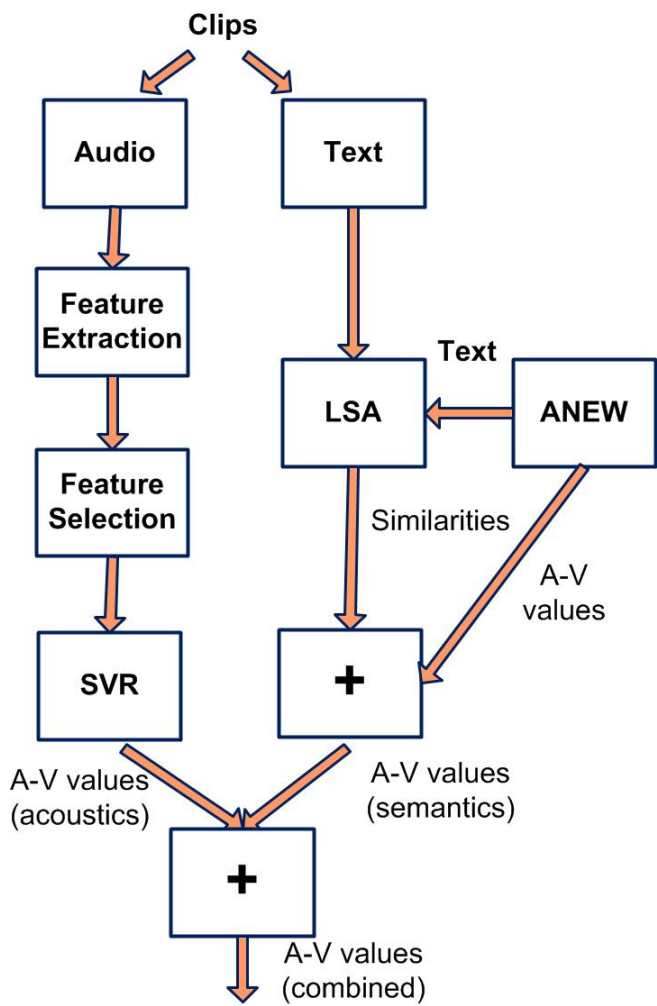 Clips
Audio
Text
Feature
Extraction
Text
LSA
ANEW
Feature
Selection
Similarities
A-V
values
SVR
+
A-V values
(acoustics)
A-V values
(semantics)
+
A-V values
(combined)